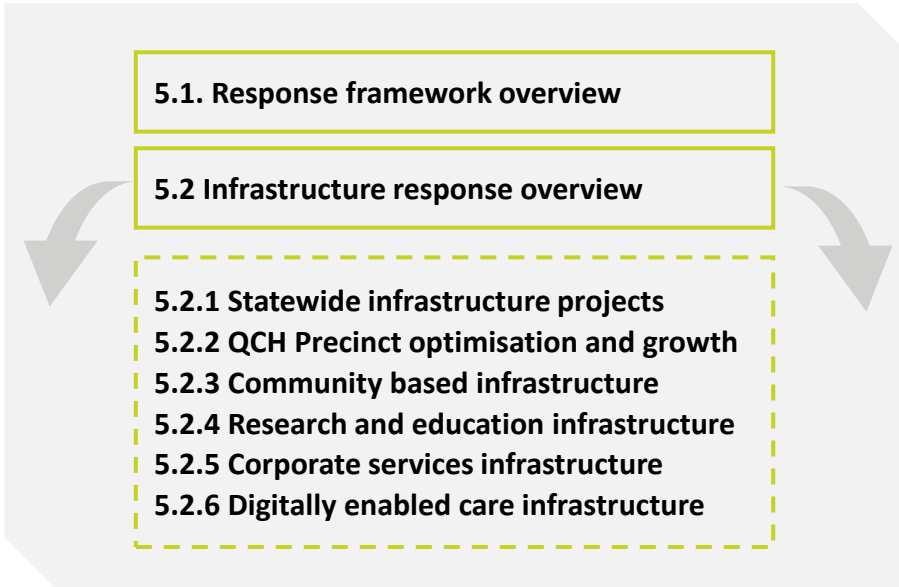 5.1. Response framework overview
5.2 Infrastructure response overview
5.2.1 Statewide infrastructure projects
5.2.2 QCH Precinct optimisation and growth
5.2.3 Community based infrastructure
5.2.4 Research and education infrastructure
5.2.5 Corporate services infrastructure
5.2.6 Digitally enabled care infrastructure